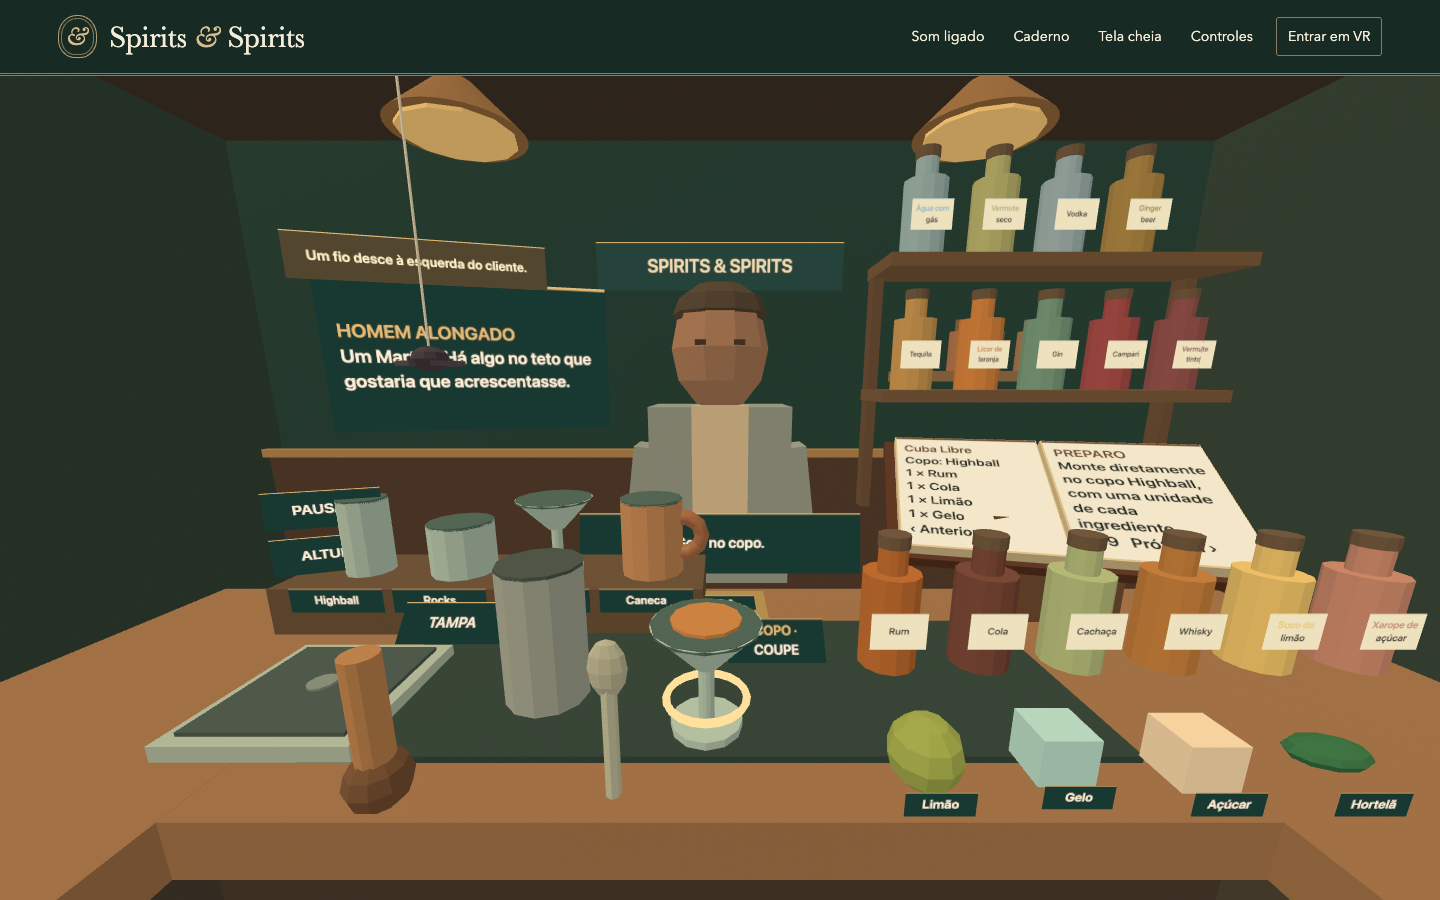 Spirits & Spirits
Som ligado
Caderno
Tela cheia
Controles
Entrar em VR
Água com
gás
Vermute
seco
Vodka
Ginger
beer
Um fio desce à esquerda do cliente.
SPIRITS & SPIRITS
HOMEM ALONGADO
Um Há algo no teto que
gostaria que acrescentasse.
Tequila
Licor de
laranja
Gin
Campari
Vermute
tinto
Cuba Libre
Copo: Highball
1 × Rum
1 × Cola
1 × Limão
1 × Gelo
‹ Anterio
PREPARO
Monte diretamente
no copo Highball,
com uma unidade
de cada
ingrediente
9 Pró ›
PAUS
ALTU
no copo.
Highball
Rocks
Caneca
TAMPA
COPO ·
COUPE
Rum
Cola
Cachaça
Whisky
Suco de
limão
Xarope de
açúcar
Limão
Gelo
Açúcar
Hortelã